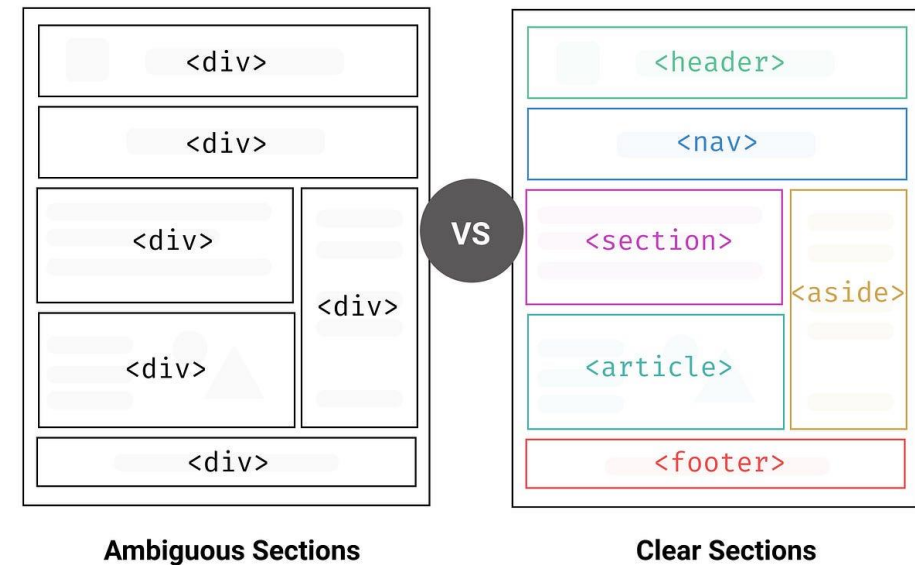 <div>
<div>
<div>
<div>
<div>
<div>
Ambiguous Sections
VS
<header>
<nav>
<section>
<aside>
<article>
<footer>
Clear Sections